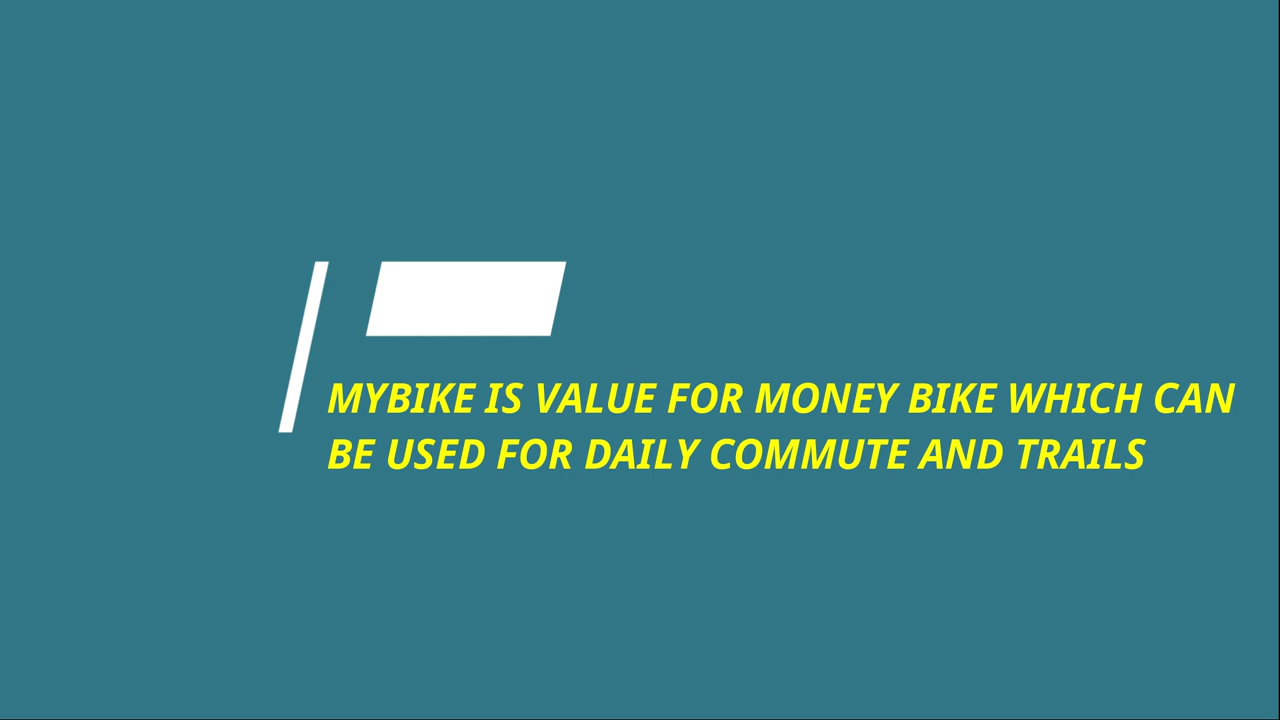 MYBIKE IS VALUE FOR MONEY BIKE WHICH CAN
BE USED FOR DAILY COMMUTE AND TRAILS